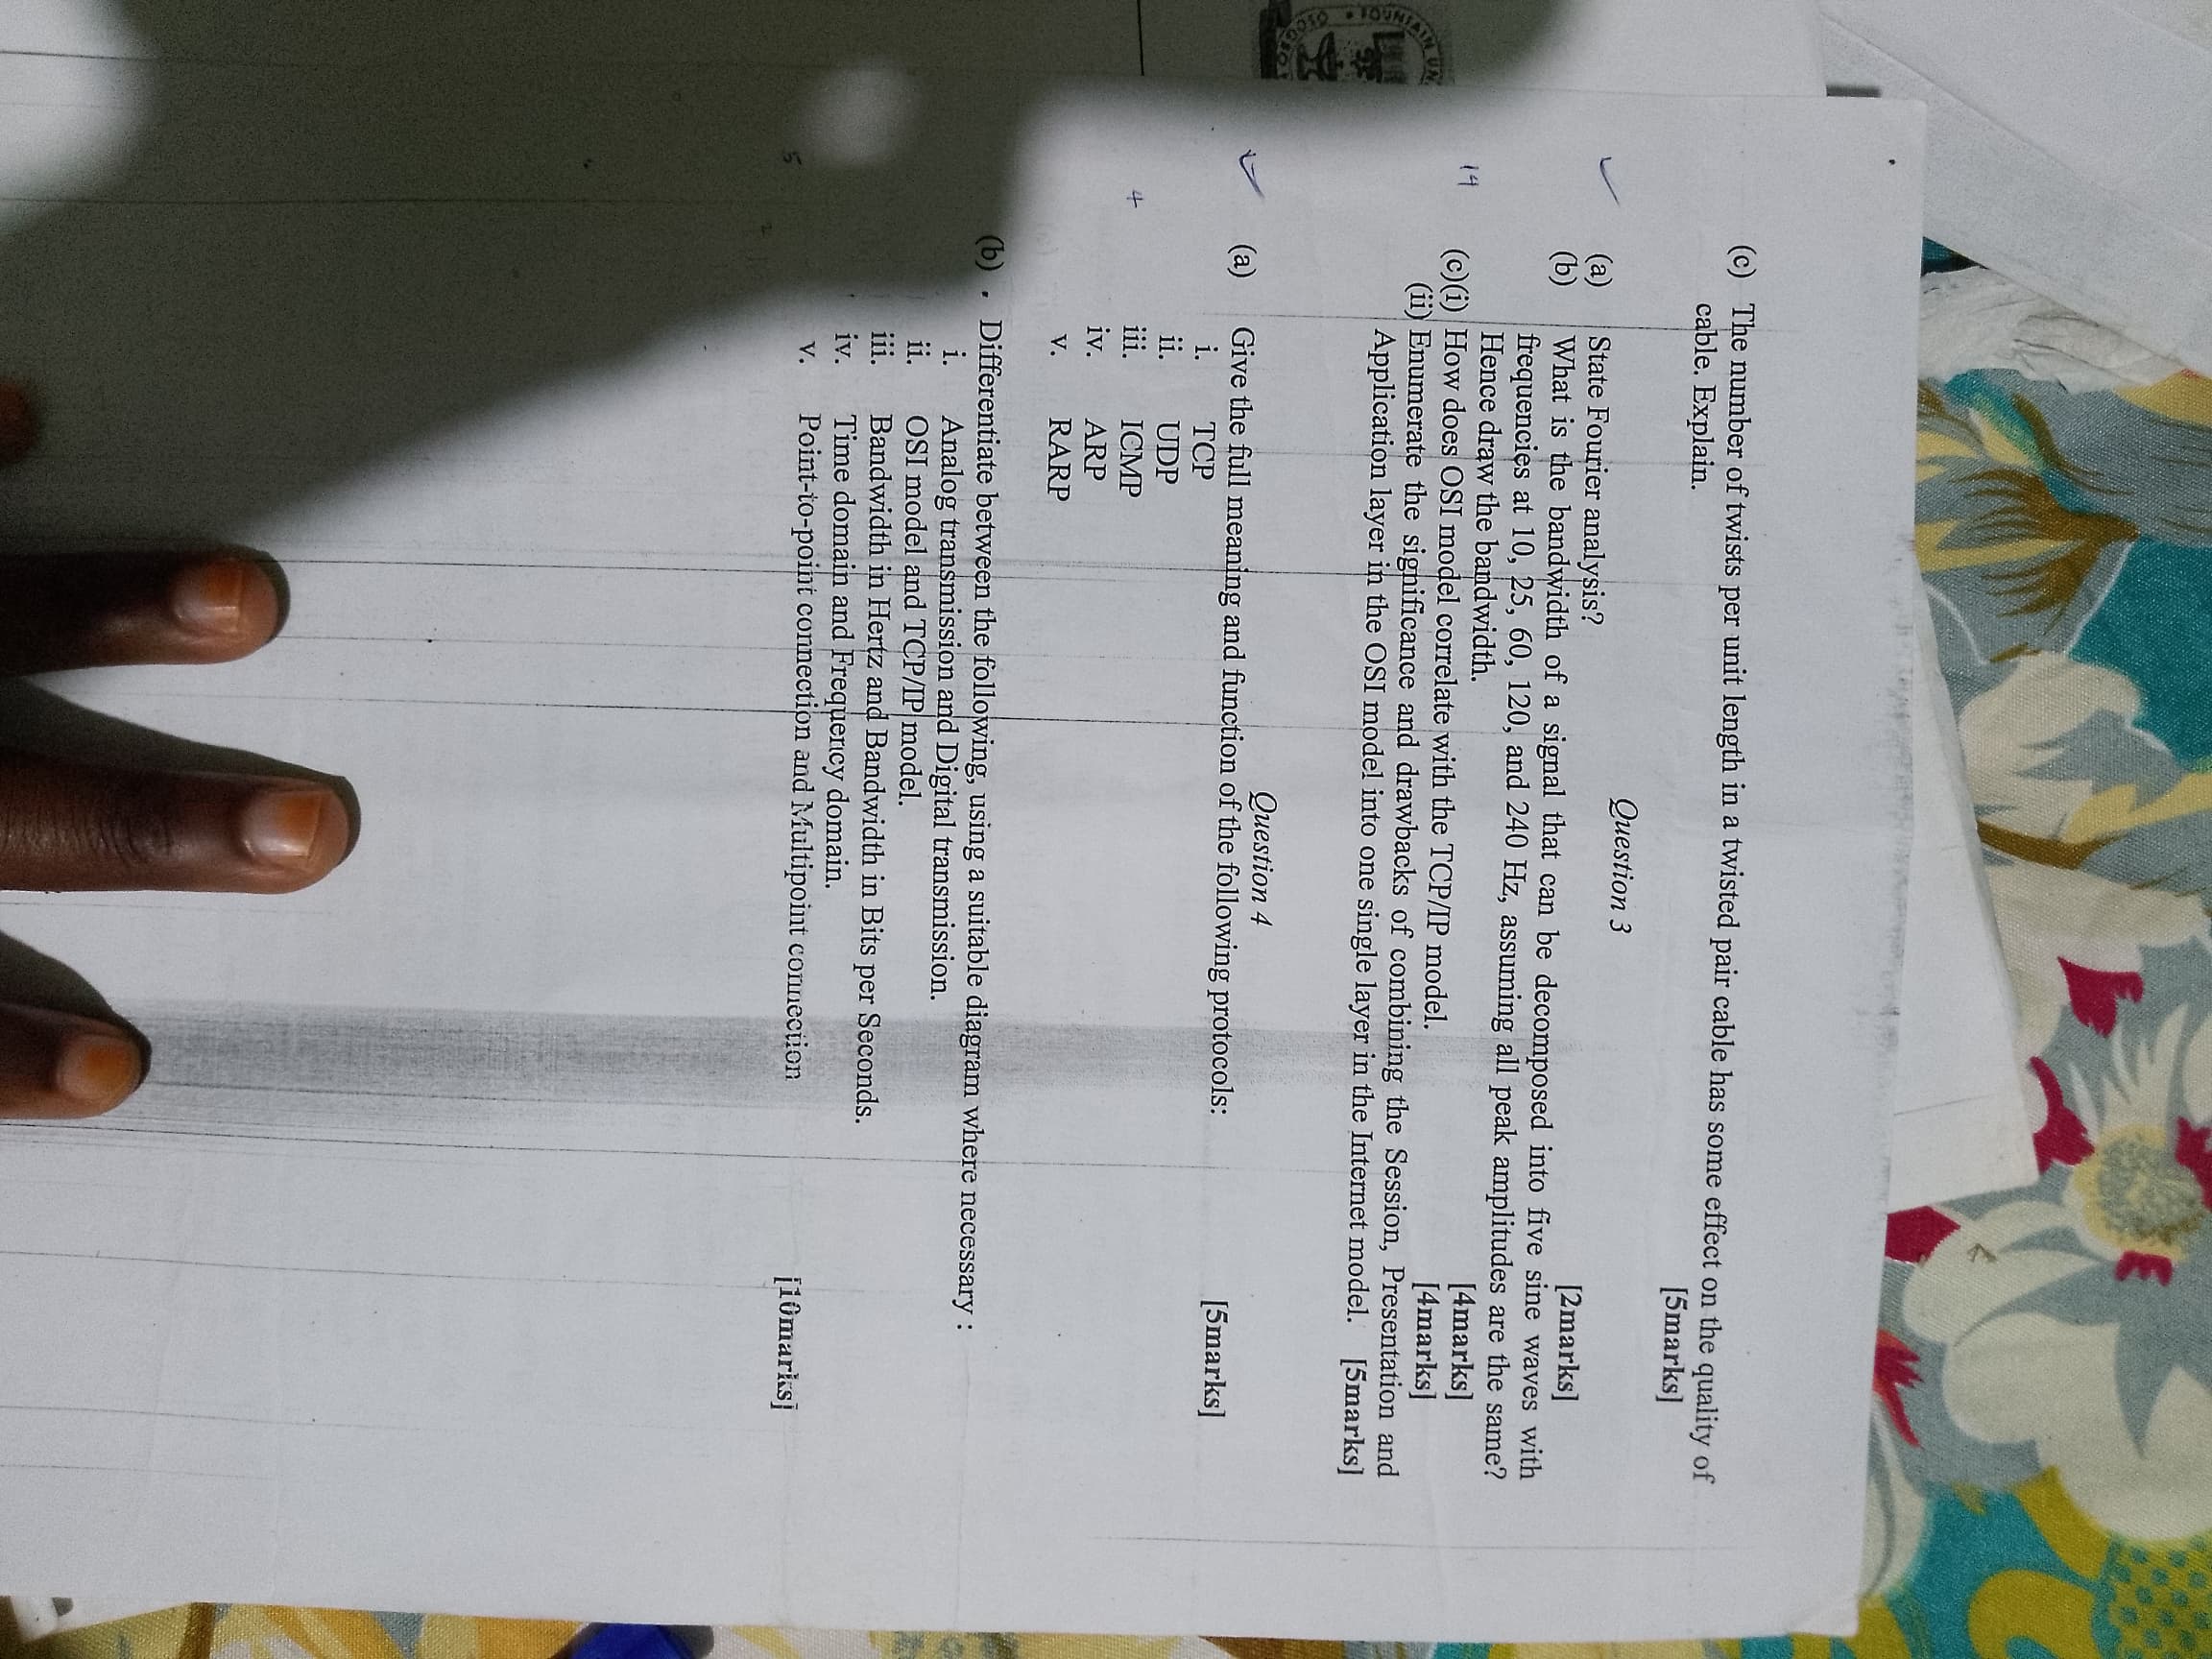 (c) The number of twists per unit length in a twisted pair cable has some effect on the quality of
cable. Explain.
[5marks]
Question 3
(a) State Fourier analysis?
[2marks]
(b) What is the bandwidth of a signal that can be decomposed into five sine waves with
frequencies at 10, 25, 60, 120, and 240 Hz, assuming all peak amplitudes are the same?
Hence draw the bandwidth.
[4marks]
14
(c)(i) How does OSI model correlate with the TCP/IP model.
[4marks]
(ii) Enumerate the significance and drawbacks of combining the Session, Presentation and
Application layer in the OSI model into one single layer in the Internet model. [5marks]
Question 4
(a) Give the full meaning and function of the following protocols:
[5marks]
i. TCP
ii. UDP
4
iii. ICMP
iv. ARP
v. RARP
(b) . Differentiate between the following, using a suitable diagram where necessary :
i. Analog transmission and Digital transmission.
ii. OSI model and TCP/IP model.
iii. Bandwidth in Hertz and Bandwidth in Bits per Seconds.
iv. Time domain and Frequency domain.
v. Point-to-point connection and Multipoint connection
[10marks]
5